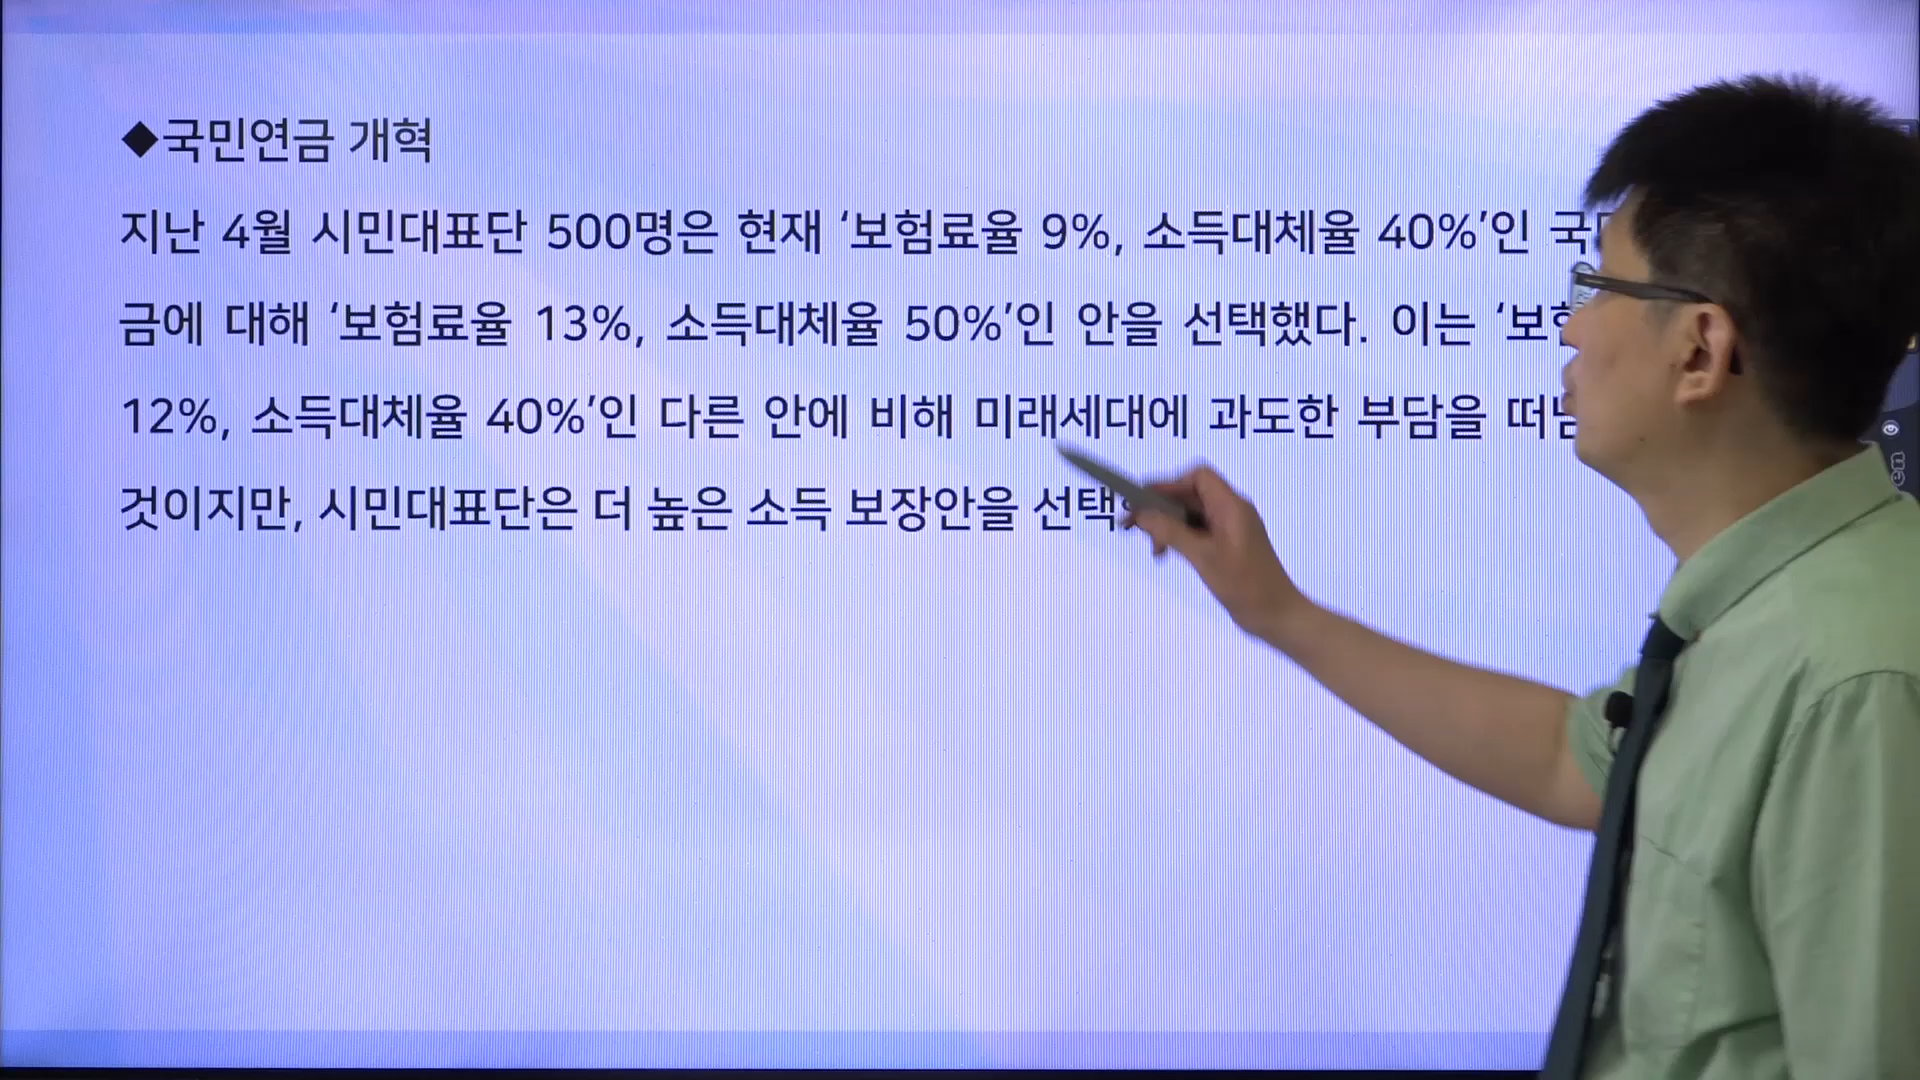 ◆국민연금 개혁
지난 4월 시민대표단 500명은 현재 ‘보험료율 9%, 소득대체율 40%’인
금에 대해 ‘보험료율 13%, 소득대체율 50%’인 안을 선택했다. 이는
12%, 소득대체율 40%’인 다른 안에 비해 미래세대에 과도한 부담을
것이지만, 시민대표단은 더 높은 소득 보장안을